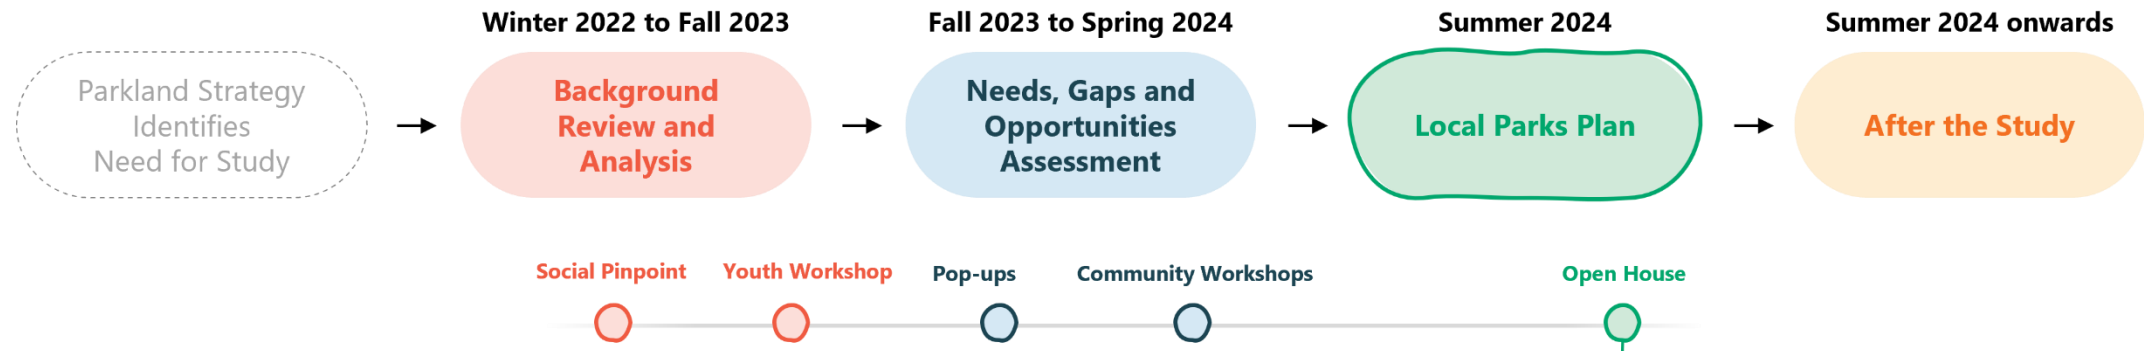 Winter 2022 to Fall 2023
Fall 2023 to Spring 2024
Summer 2024
Summer 2024 onwards
Parkland Strategy
Identifies
Need for Study
Background
Review and
Analysis
Needs, Gaps and
Opportunities
Assessment
Local Parks Plan
After the Study
Social Pinpoint
Youth Workshop
Pop-ups
Community Workshops
Open House